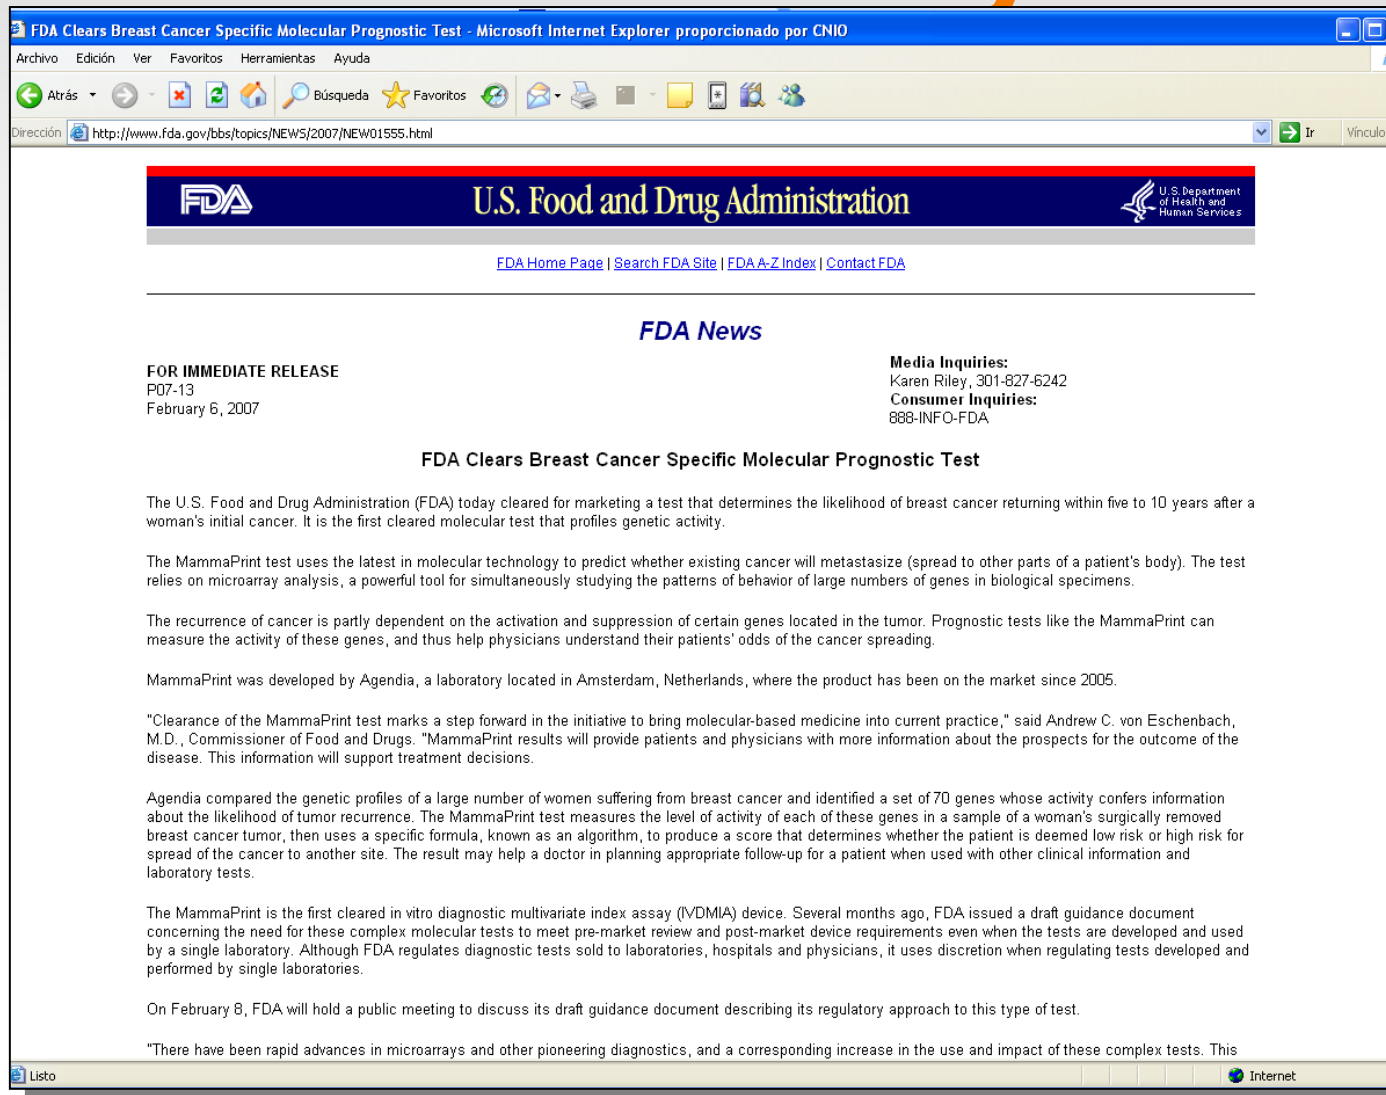 FDA Clears Breast Cancer Specific Molecular Prognostic Test - Microsoft Internet Explorer proporcionado por CNIO
Archivo Edición Ver Favoritos Herramientas Ayuda
Atrás Búsqueda Favoritos
Dirección http://www.fda.gov/bbs/topics/NEWS/2007/NEW01555.html Ir Vínculo
FDA U.S. Food and Drug Administration
U.S. Department
of Health and
Human Services
FDA Home Page | Search FDA Site | FDA A-Z Index | Contact FDA
FDA News
FOR IMMEDIATE RELEASE
P07-13
February 6, 2007
Media Inquiries:
Karen Riley, 301-827-6242
Consumer Inquiries:
888-INFO-FDA
FDA Clears Breast Cancer Specific Molecular Prognostic Test
The U.S. Food and Drug Administration (FDA) today cleared for marketing a test that determines the likelihood of breast cancer returning within five to 10 years after a
woman's initial cancer. It is the first cleared molecular test that profiles genetic activity.
The MammaPrint test uses the latest in molecular technology to predict whether existing cancer will metastasize (spread to other parts of a patient's body). The test
relies on microarray analysis, a powerful tool for simultaneously studying the patterns of behavior of large numbers of genes in biological specimens.
The recurrence of cancer is partly dependent on the activation and suppression of certain genes located in the tumor. Prognostic tests like the MammaPrint can
measure the activity of these genes, and thus help physicians understand their patients' odds of the cancer spreading.
MammaPrint was developed by Agendia, a laboratory located in Amsterdam, Netherlands, where the product has been on the market since 2005.
"Clearance of the MammaPrint test marks a step forward in the initiative to bring molecular-based medicine into current practice," said Andrew C. von Eschenbach,
M.D., Commissioner of Food and Drugs. "MammaPrint results will provide patients and physicians with more information about the prospects for the outcome of the
disease. This information will support treatment decisions.
Agendia compared the genetic profiles of a large number of women suffering from breast cancer and identified a set of 70 genes whose activity confers information
about the likelihood of tumor recurrence. The MammaPrint test measures the level of activity of each of these genes in a sample of a woman's surgically removed
breast cancer tumor, then uses a specific formula, known as an algorithm, to produce a score that determines whether the patient is deemed low risk or high risk for
spread of the cancer to another site. The result may help a doctor in planning appropriate follow-up for a patient when used with other clinical information and
laboratory tests.
The MammaPrint is the first cleared in vitro diagnostic multivariate index assay (IVDMIA) device. Several months ago, FDA issued a draft guidance document
concerning the need for these complex molecular tests to meet pre-market review and post-market device requirements even when the tests are developed and used
by a single laboratory. Although FDA regulates diagnostic tests sold to laboratories, hospitals and physicians, it uses discretion when regulating tests developed and
performed by single laboratories.
On February 8, FDA will hold a public meeting to discuss its draft guidance document describing its regulatory approach to this type of test.
"There have been rapid advances in microarrays and other pioneering diagnostics, and a corresponding increase in the use and impact of these complex tests. This
Listo Internet